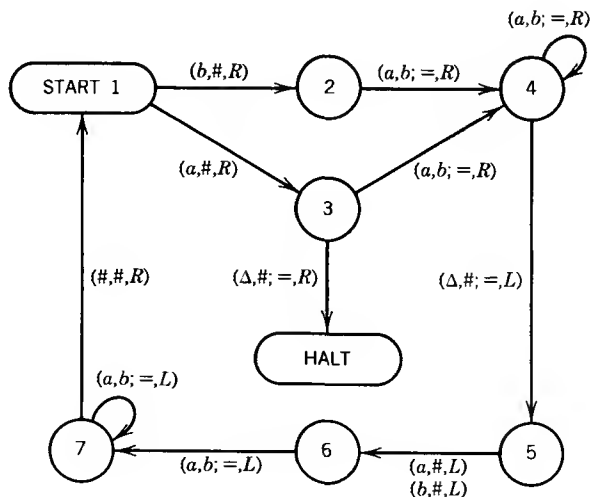 (a,b; =,R)
START 1
(b,#,R)
2
(a,b; =,R)
4
(a,#,R)
3
(a,b; =,R)
(#,#,R)
(Δ,#; =,R)
(Δ,#; =,L)
HALT
(a,b; =,L)
7
(a,b; =,L)
6
(a,#,L)
(b,#,L)
5